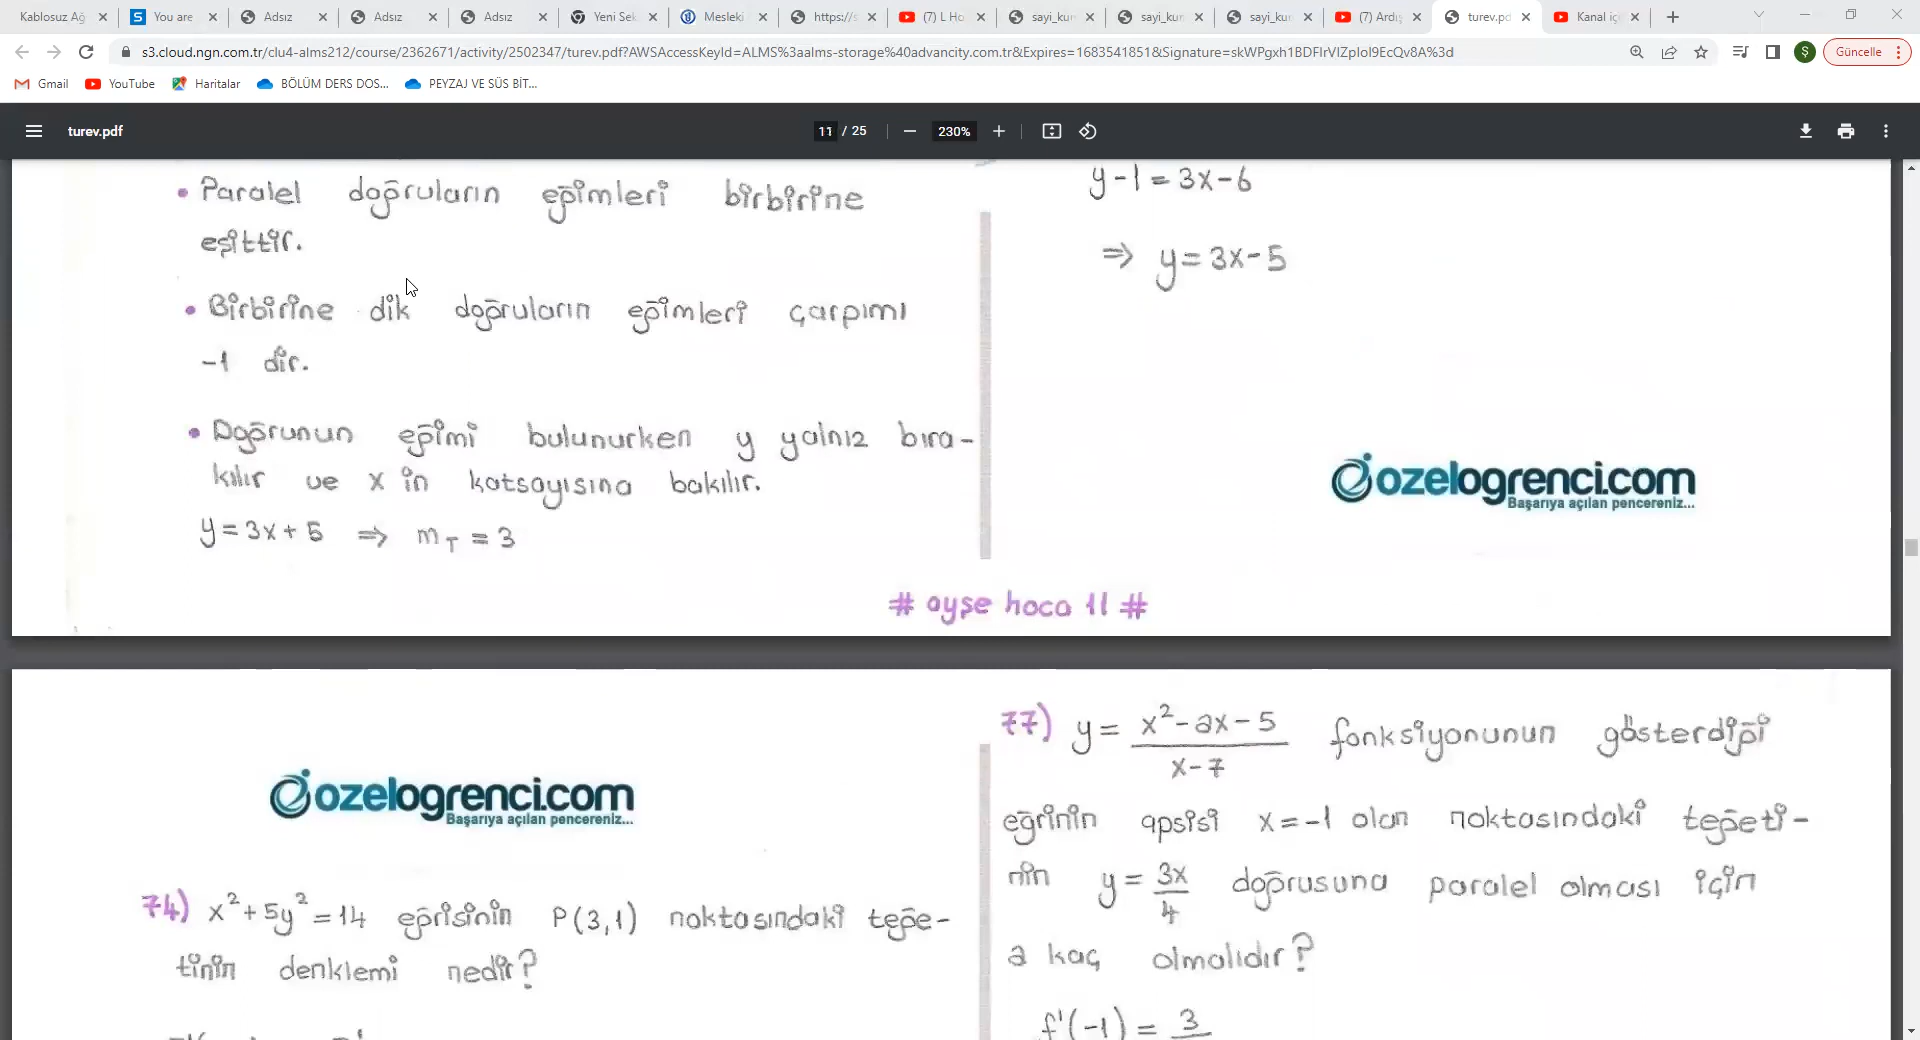 Kablosuz Ağ
You are
Adsız
Adsız
Adsız
Yeni Sek
Mesleki
https://s
(7) L Ho
sayi_kur
sayi_kur
sayi_kur
(7) Ardış
turev.pd
Kanal içe
s3.cloud.ngn.com.tr/clu4-alms212/course/2362671/activity/2502347/turev.pdf?AWSAccessKeyId=ALMS%3aalms-storage%40advancity.com.tr&Expires=1683541851&Signature=skWPgxh1BDFlrVlZploI9EcQv8A%3d
Ş
Güncelle
Gmail
YouTube
Haritalar
BÖLÜM DERS DOS...
PEYZAJ VE SÜS BİT...
turev.pdf
11 / 25
230%
• Paralel doğruların eğimleri birbirine
eşittir.
• Birbirine dik doğruların eğimleri çarpımı
-1 dir.
• Doğrunun eğimi bulunurken y yalnız bıra-
kılır ve x in katsayısına bakılır.
y = 3x + 5 ⇒ m_T = 3
y - 1 = 3x - 6
⇒ y = 3x - 5
ozelogrenci.com
Başarıya açılan pencereniz...
# ayşe hoca 11 #
ozelogrenci.com
Başarıya açılan pencereniz...
74) x² + 5y² = 14 eğrisinin P(3,1) noktasındaki teğe-
tinin denklemi nedir?
77) y = (x² - ax - 5) / (x - 7) fonksiyonunun gösterdiği
eğrinin apsisi x = -1 olan noktasındaki teğeti-
nin y = 3x/4 doğrusuna paralel olması için
a kaç olmalıdır?
f'(-1) = 3